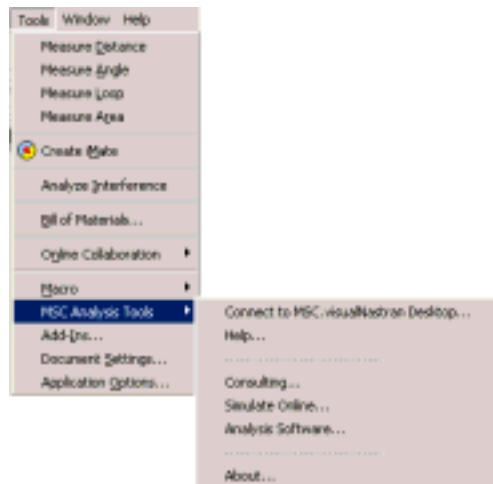 Tools Window Help
Measure Distance
Measure Angle
Measure Loop
Measure Area
Create Mate
Analyze Interference
Bill of Materials...
Online Collaboration
Macro
MSC Analysis Tools
Connect to MSC.visualNastran Desktop...
Add-Ins...
Help...
Document Settings...
Application Options...
Consulting...
Simulate Online...
Analysis Software...
About...